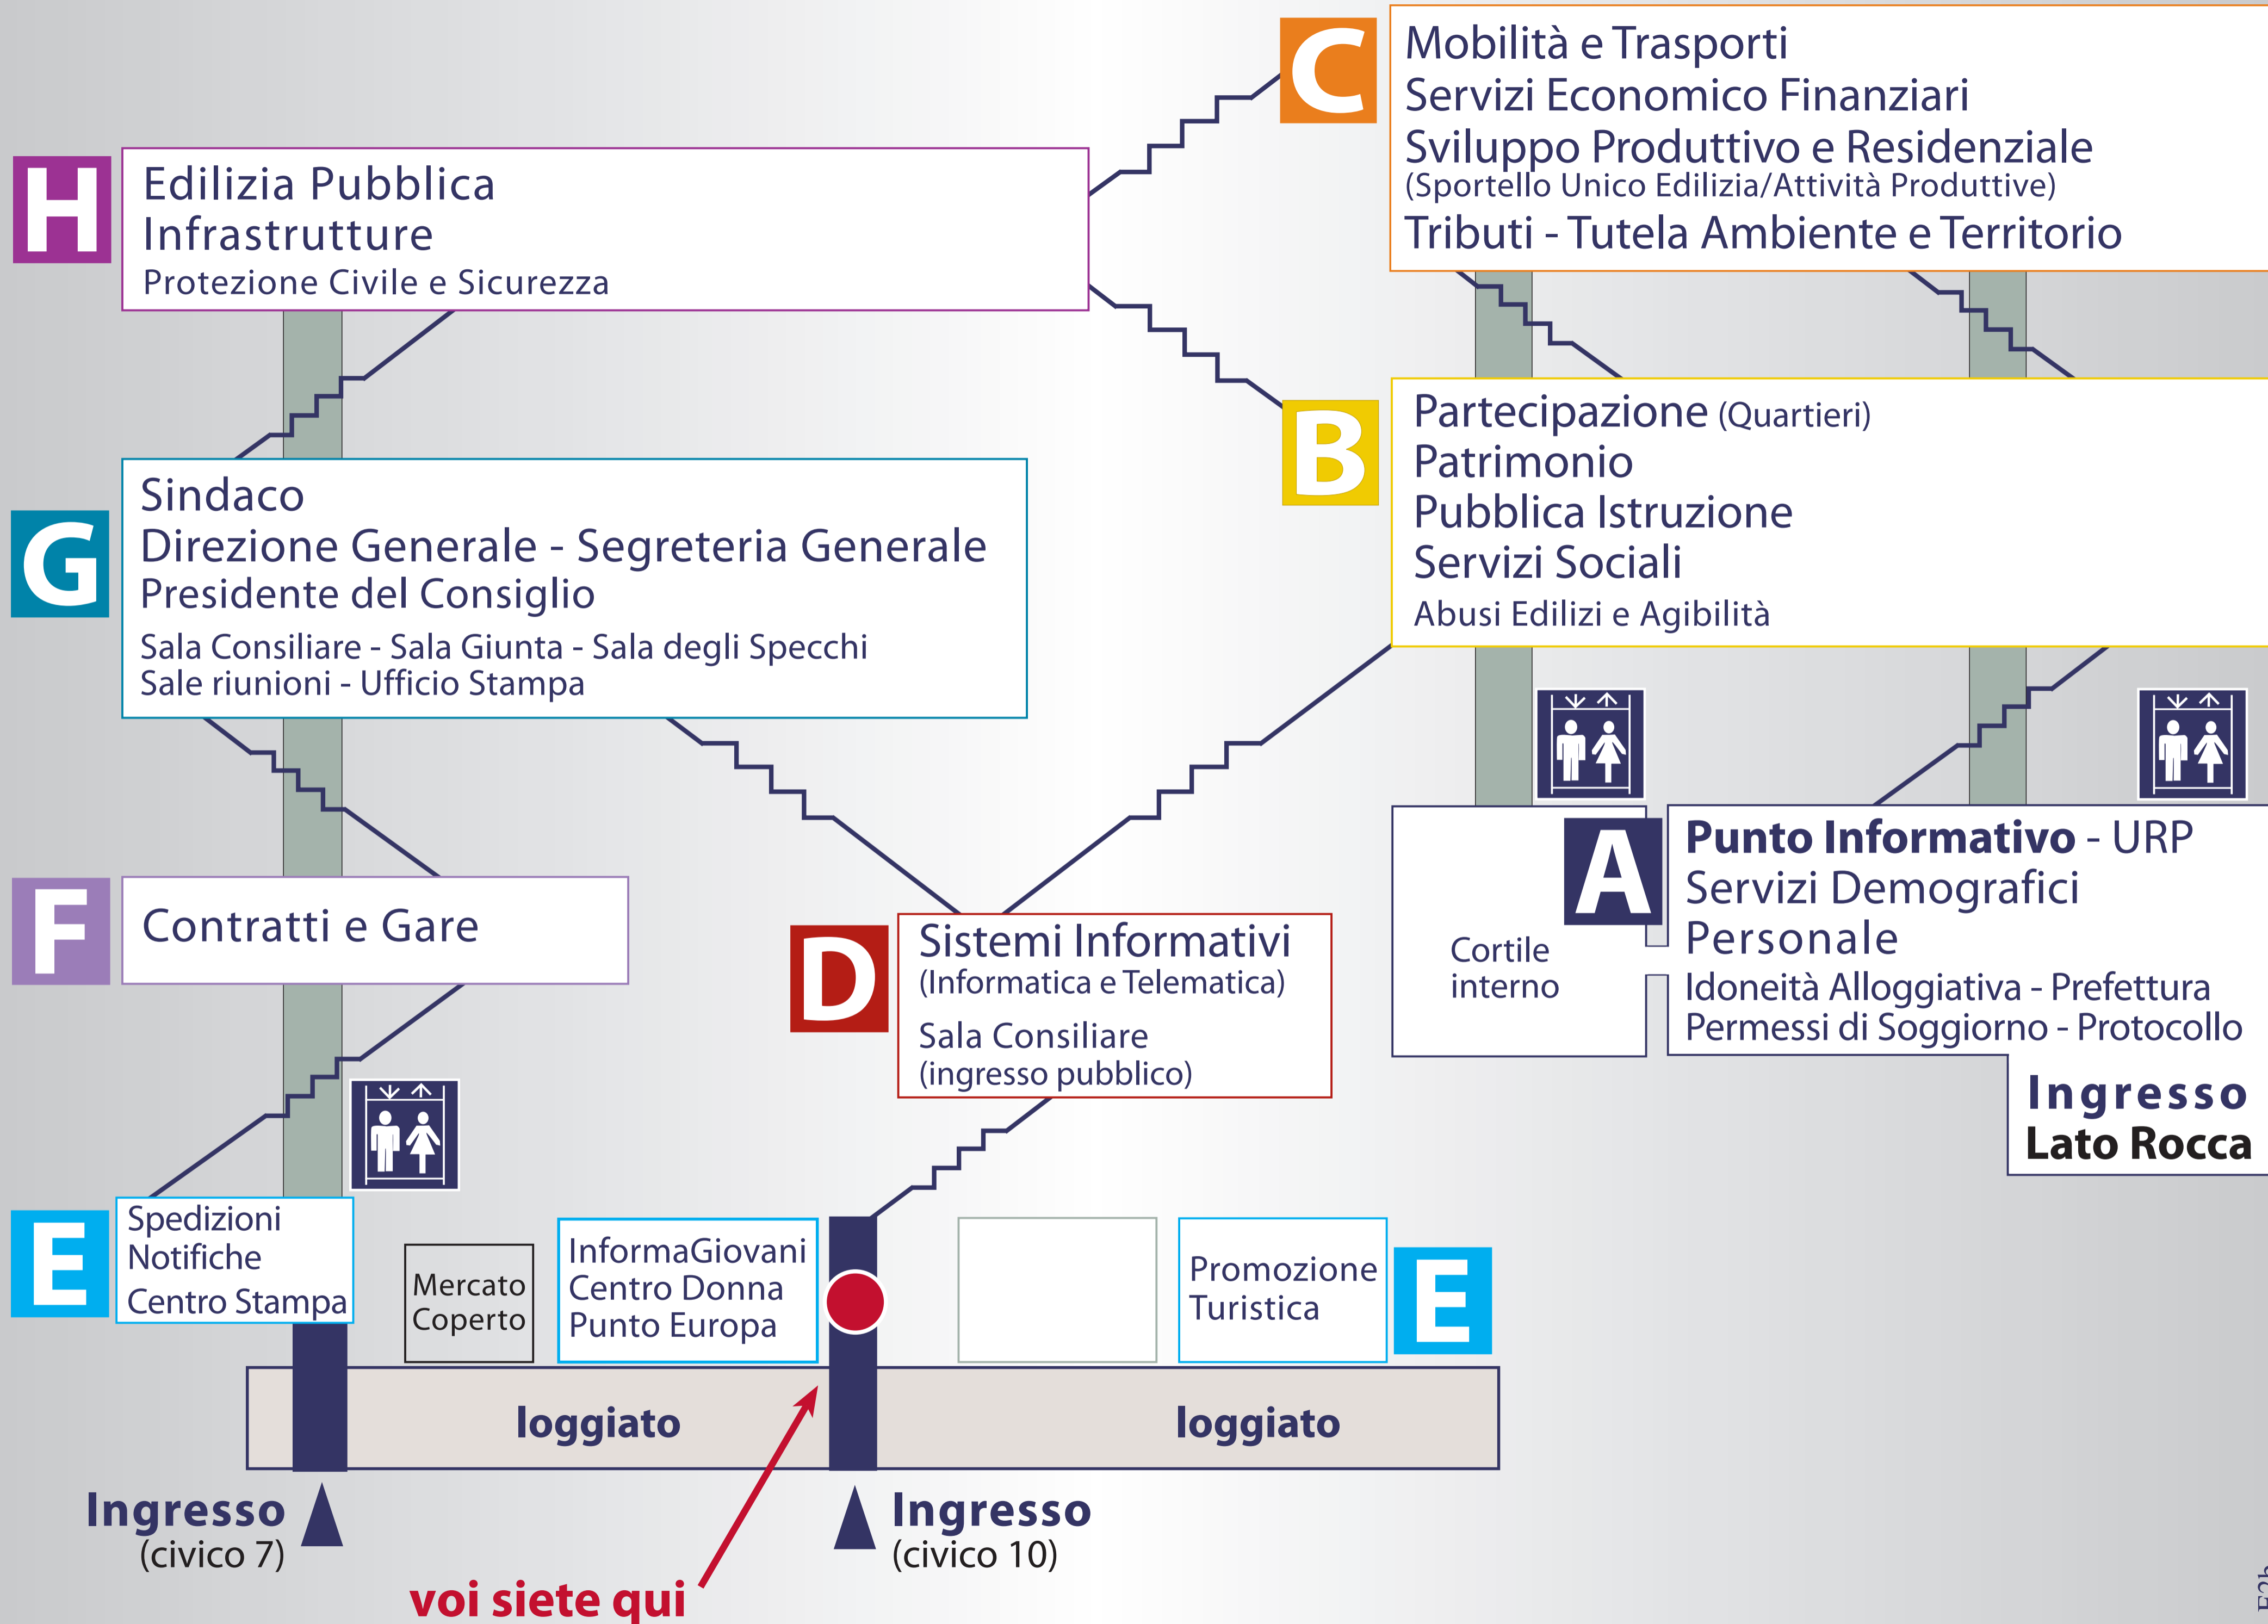 C
Mobilità e Trasporti
Servizi Economico Finanziari
Sviluppo Produttivo e Residenziale
(Sportello Unico Edilizia/Attività Produttive)
Tributi - Tutela Ambiente e Territorio
H
Edilizia Pubblica
Infrastrutture
Protezione Civile e Sicurezza
B
Partecipazione (Quartieri)
Patrimonio
Pubblica Istruzione
Servizi Sociali
Abusi Edilizi e Agibilità
G
Sindaco
Direzione Generale - Segreteria Generale
Presidente del Consiglio
Sala Consiliare - Sala Giunta - Sala degli Specchi
Sale riunioni - Ufficio Stampa
A
Punto Informativo - URP
Servizi Demografici
Personale
Idoneità Alloggiativa - Prefettura
Permessi di Soggiorno - Protocollo
Cortile
interno
Ingresso
Lato Rocca
F
Contratti e Gare
D
Sistemi Informativi
(Informatica e Telematica)
Sala Consiliare
(ingresso pubblico)
E
Spedizioni
Notifiche
Centro Stampa
Mercato
Coperto
InformaGiovani
Centro Donna
Punto Europa
Promozione
Turistica
E
loggiato
loggiato
Ingresso
(civico 7)
Ingresso
(civico 10)
voi siete qui